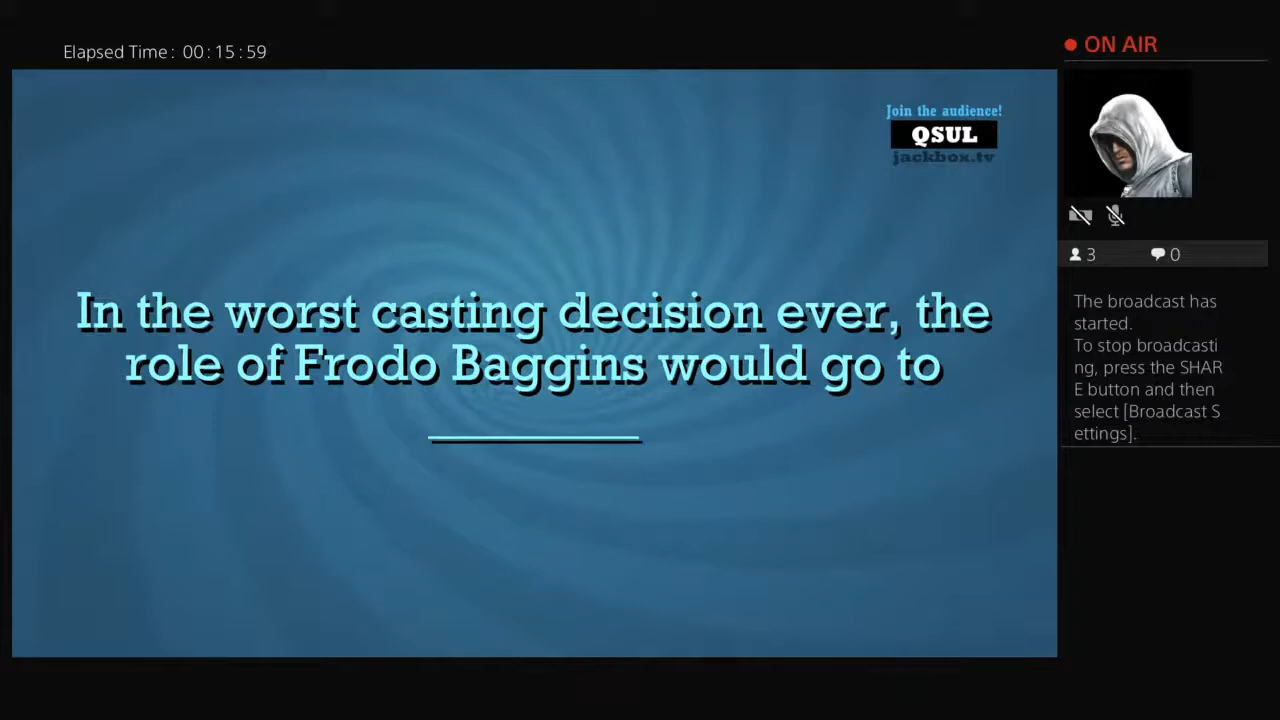 Elapsed Time: 00:15:59
ON AIR
Join the audience!
QSUL
jackbox.tv
3
0
In the worst casting decision ever, the
role of Frodo Baggins would go to
The broadcast has
started.
To stop broadcasti
ng, press the SHAR
E button and then
select [Broadcast S
ettings].